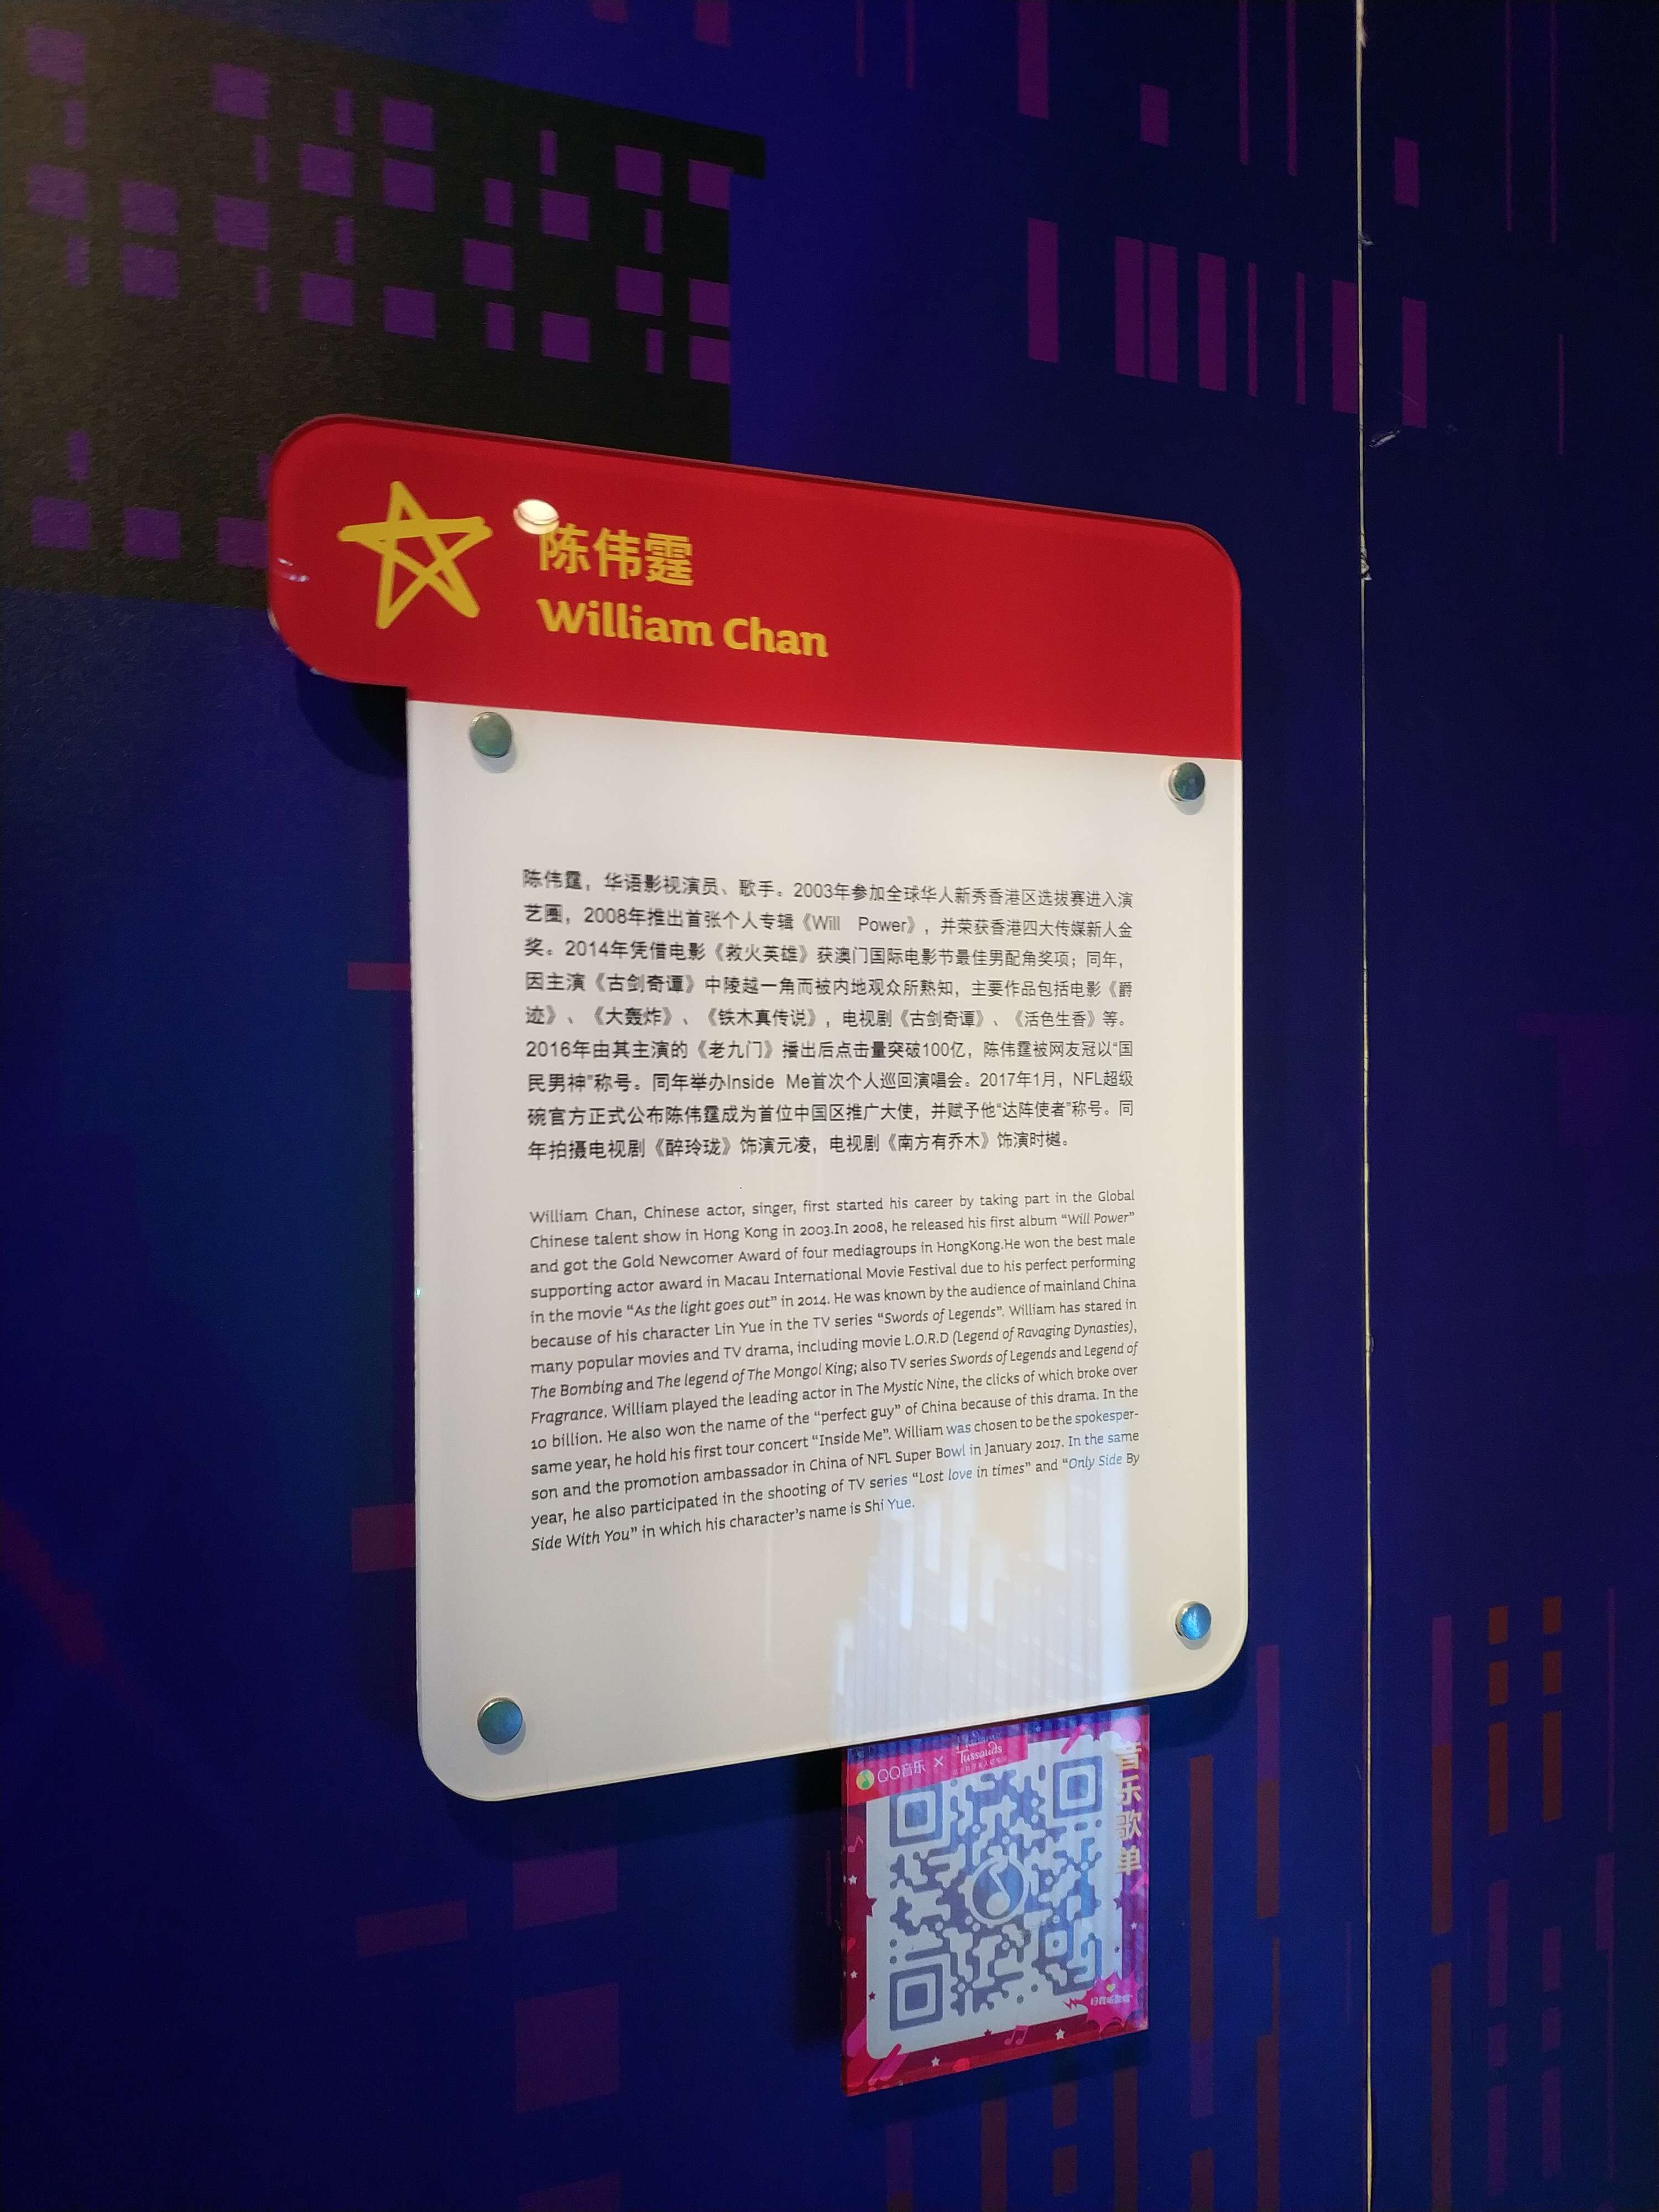 陈伟霆
William Chan
陈伟霆，华语影视演员、歌手。2003年参加全球华人新秀香港区选拔赛进入演
艺圈，2008年推出首张个人专辑《Will Power》，并荣获香港四大传媒新人金
奖。2014年凭借电影《救火英雄》获澳门国际电影节最佳男配角奖项；同年，
因主演《古剑奇谭》中陵越一角而被内地观众所熟知，主要作品包括电影《爵
迹》、《大轰炸》、《铁木真传说》，电视剧《古剑奇谭》、《活色生香》等。
2016年由其主演的《老九门》播出后点击量突破100亿，陈伟霆被网友冠以“国
民男神”称号。同年举办Inside Me首次个人巡回演唱会。2017年1月，NFL超级
碗官方正式公布陈伟霆成为首位中国区推广大使，并赋予他“达阵使者”称号。同
年拍摄电视剧《醉玲珑》饰演元凌，电视剧《南方有乔木》饰演时樾。
William Chan, Chinese actor, singer, first started his career by taking part in the Global
Chinese talent show in Hong Kong in 2003.In 2008, he released his first album “Will Power”
and got the Gold Newcomer Award of four mediagroups in HongKong.He won the best male
supporting actor award in Macau International Movie Festival due to his perfect performing
in the movie “As the light goes out” in 2014. He was known by the audience of mainland China
because of his character Lin Yue in the TV series “Swords of Legends”. William has stared in
many popular movies and TV drama, including movie L.O.R.D (Legend of Ravaging Dynasties),
The Bombing and The legend of The Mongol King; also TV series Swords of Legends and Legend of
Fragrance. William played the leading actor in The Mystic Nine, the clicks of which broke over
10 billion. He also won the name of the “perfect guy” of China because of this drama. In the
same year, he hold his first tour concert “Inside Me”. William was chosen to be the spokesper-
son and the promotion ambassador in China of NFL Super Bowl in January 2017. In the same
year, he also participated in the shooting of TV series “Lost love in times” and “Only Side By
Side With You” in which his character’s name is Shi Yue.
QQ音乐 × Tussauds
音乐歌单